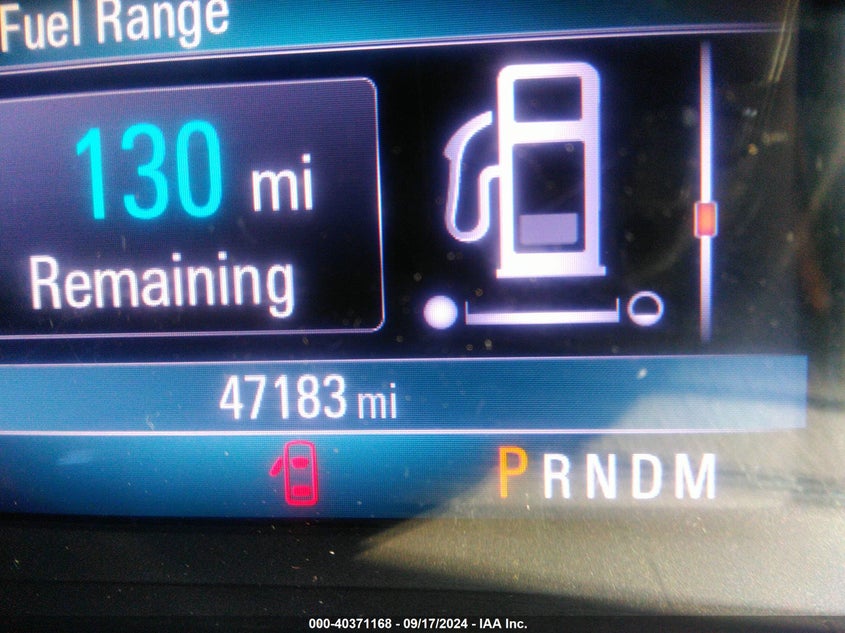 Fuel Range
130 mi
Remaining
47183 mi
PRNDM
000-40371168 - 09/17/2024 - IAA Inc.